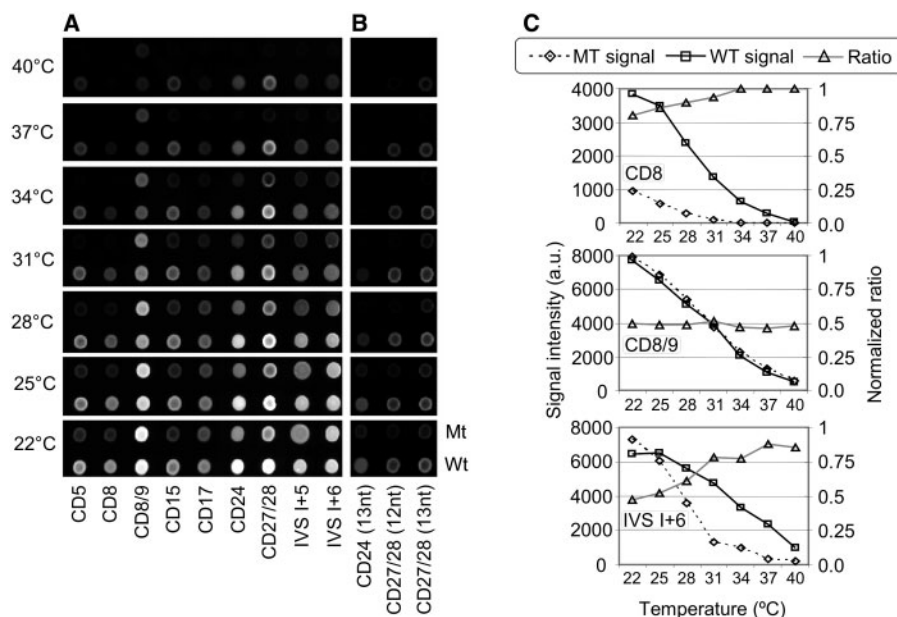 A
B
C
40°C
37°C
34°C
31°C
28°C
25°C
22°C
Mt
Wt
CD5
CD8
CD8/9
CD15
CD17
CD24
CD27/28
IVS I+5
IVS I+6
CD24 (13nt)
CD27/28 (12nt)
CD27/28 (13nt)
MT signal WT signal Ratio
4000
3000
2000
1000
0
1
0.75
0.5
0.25
0.0
CD8
22 25 28 31 34 37 40
8000
6000
4000
2000
0
1
0.75
0.5
0.25
0.0
CD8/9
22 25 28 31 34 37 40
8000
6000
4000
2000
0
1
0.75
0.5
0.25
0.0
IVS I+6
22 25 28 31 34 37 40
Signal intensity (a.u.)
Normalized ratio
Temperature (ºC)